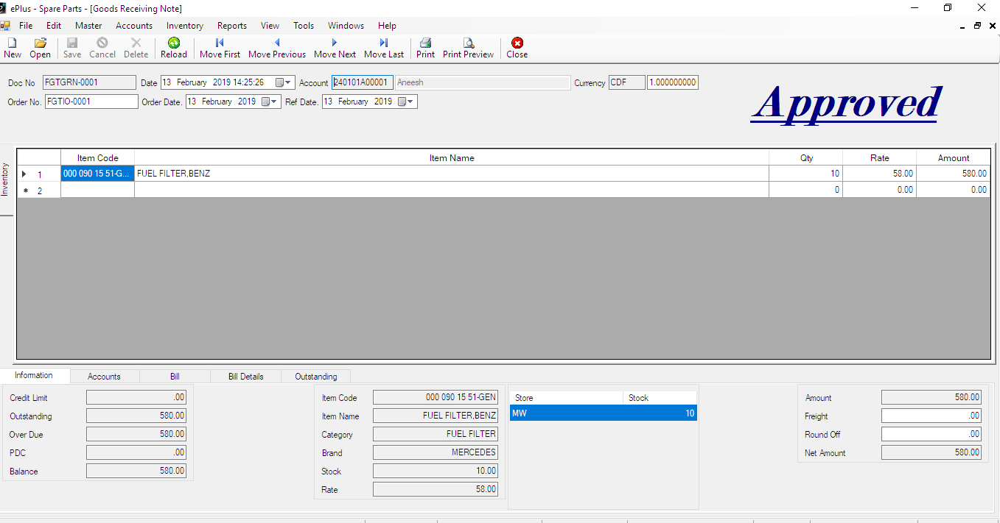 ePlus - Spare Parts - [Goods Receiving Note]
File Edit Master Accounts Inventory Reports View Tools Windows Help
New Open Save Cancel Delete Reload Move First Move Previous Move Next Move Last Print Print Preview Close
Doc No FGTGRN-0001 Date 13 February 2019 14:25:26 Account 240101A00001 Aneesh Currency CDF 1.000000000
Order No. FGTIO-0001 Order Date. 13 February 2019 Ref Date. 13 February 2019
Approved
Inventory
Item Code Item Name Qty Rate Amount
1 000 090 15 51-G... FUEL FILTER,BENZ 10 58.00 580.00
2 0 0.00 0.00
Information Accounts Bill Bill Details Outstanding
Credit Limit .00
Outstanding 580.00
Over Due 580.00
PDC .00
Balance 580.00
Item Code 000 090 15 51-GEN
Item Name FUEL FILTER,BENZ
Category FUEL FILTER
Brand MERCEDES
Stock 10.00
Rate 58.00
Store Stock
MW 10
Amount 580.00
Freight .00
Round Off .00
Net Amount 580.00